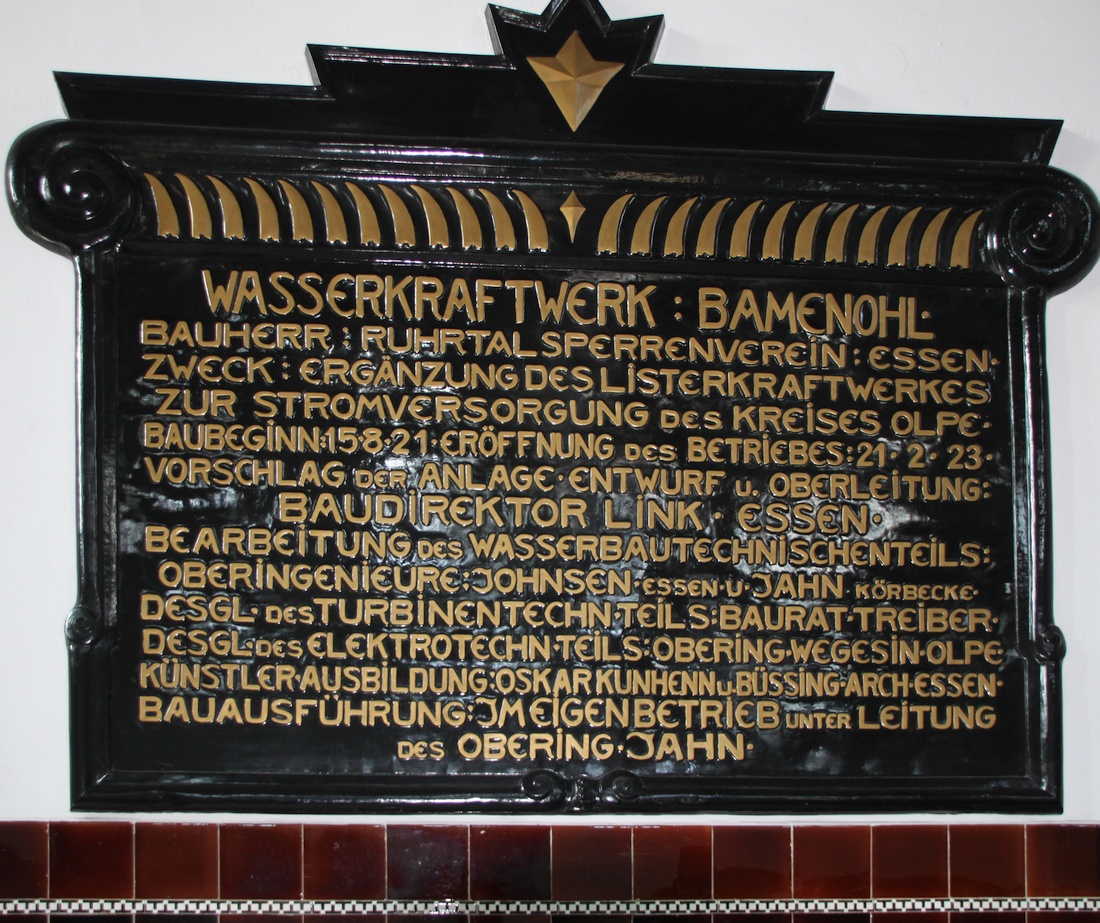 WASSERKRAFTWERK : BAMENOHL·
BAUHERR : RUHRTALSPERRENVEREIN : ESSEN·
ZWECK : ERGÄNZUNG DES LISTERKRAFTWERKES
ZUR STROMVERSORGUNG DES KREISES OLPE·
BAUBEGINN·15·8·21·ERÖFFNUNG DES BETRIEBES:21·2·23·
VORSCHLAG DER ANLAGE·ENTWURF u. OBERLEITUNG:
BAUDIREKTOR LINK · ESSEN·
BEARBEITUNG DES WASSERBAUTECHNISCHENTEILS:
OBERINGENIEURE:JOHNSEN ESSEN·U·JAHN KÖRBECKE·
DESGL·DES TURBINENTECHN·TEILS:BAURAT·TREIBER·
DESGL·DES ELEKTROTECHN·TEILS:OBERING·WEGESIN·OLPE
KÜNSTLER·AUSBILDUNG:OSKAR KUNHENN u.BÜSSING·ARCH·ESSEN·
BAUAUSFÜHRUNG·JM EIGENBETRIEB UNTER LEITUNG
DES OBERING·JAHN·